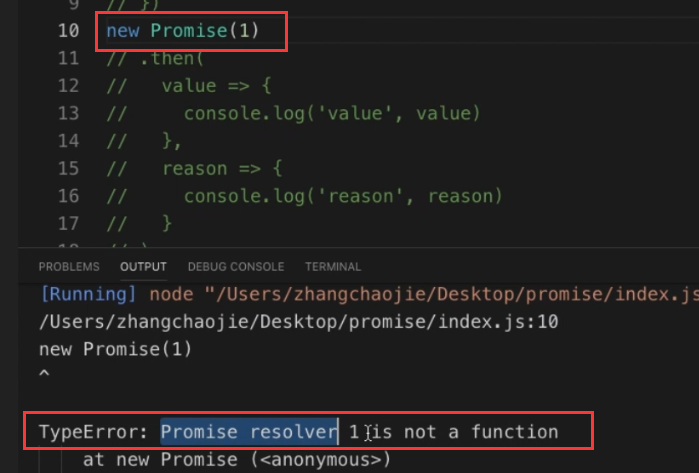 9 // })
10 new Promise(1)
11 // .then(
12 //   value => {
13 //     console.log('value', value)
14 //   },
15 //   reason => {
16 //     console.log('reason', reason)
17 //   }
PROBLEMS OUTPUT DEBUG CONSOLE TERMINAL
[Running] node "/Users/zhangchaojie/Desktop/promise/index.js
/Users/zhangchaojie/Desktop/promise/index.js:10
new Promise(1)
^
TypeError: Promise resolver 1 is not a function
    at new Promise (<anonymous>)